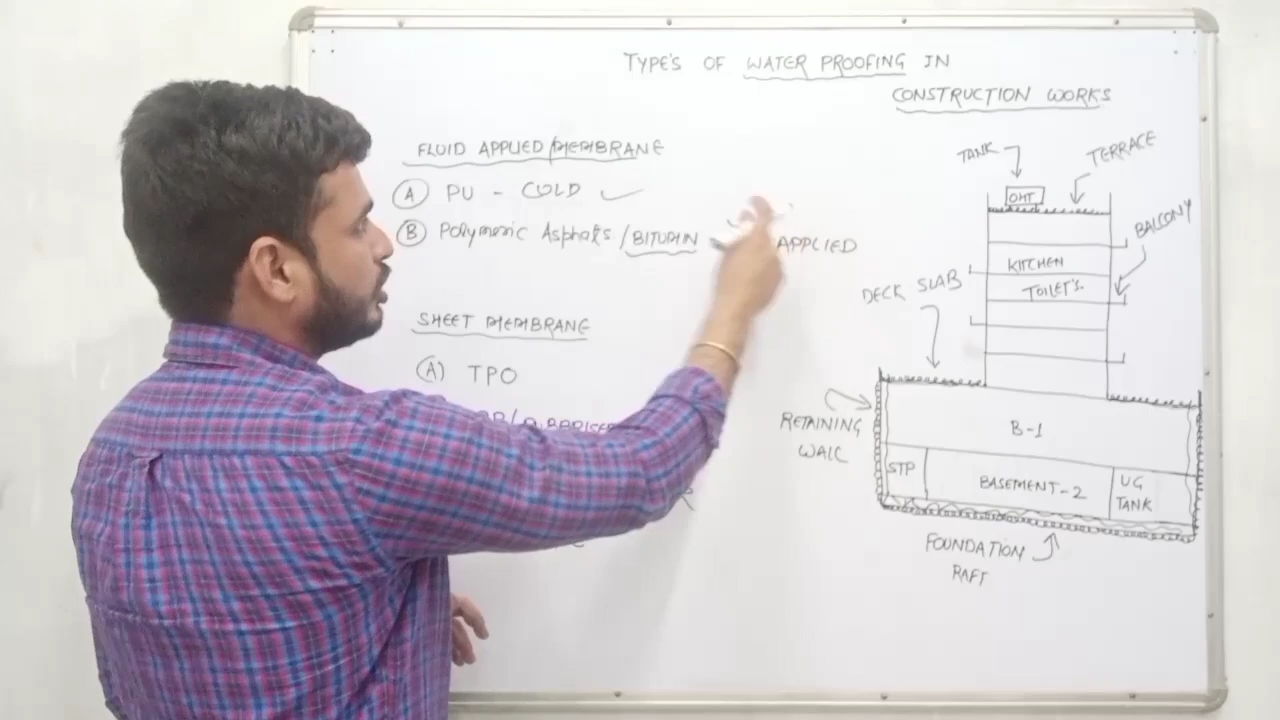 TYPE'S OF WATER PROOFING IN
CONSTRUCTION WORKS
FLUID APPLIED/MEMBRANE
(A) PU - COLD ✓
(B) Polymeric Asphalts/BITUMIN APPLIED
SHEET MEMBRANE
(A) TPO
TANK
TERRACE
OHT
BALCONY
KITCHEN
TOILET'S
DECK SLAB
RETAINING
WALL
B-1
STP
BASEMENT-2
UG
TANK
FOUNDATION
RAFT